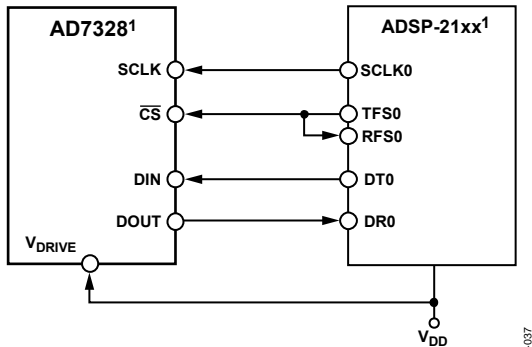 AD7328¹ ADSP-21xx¹
SCLK SCLK0
CS TFS0
RFS0
DIN DT0
DOUT DR0
VDRIVE
VDD
-037